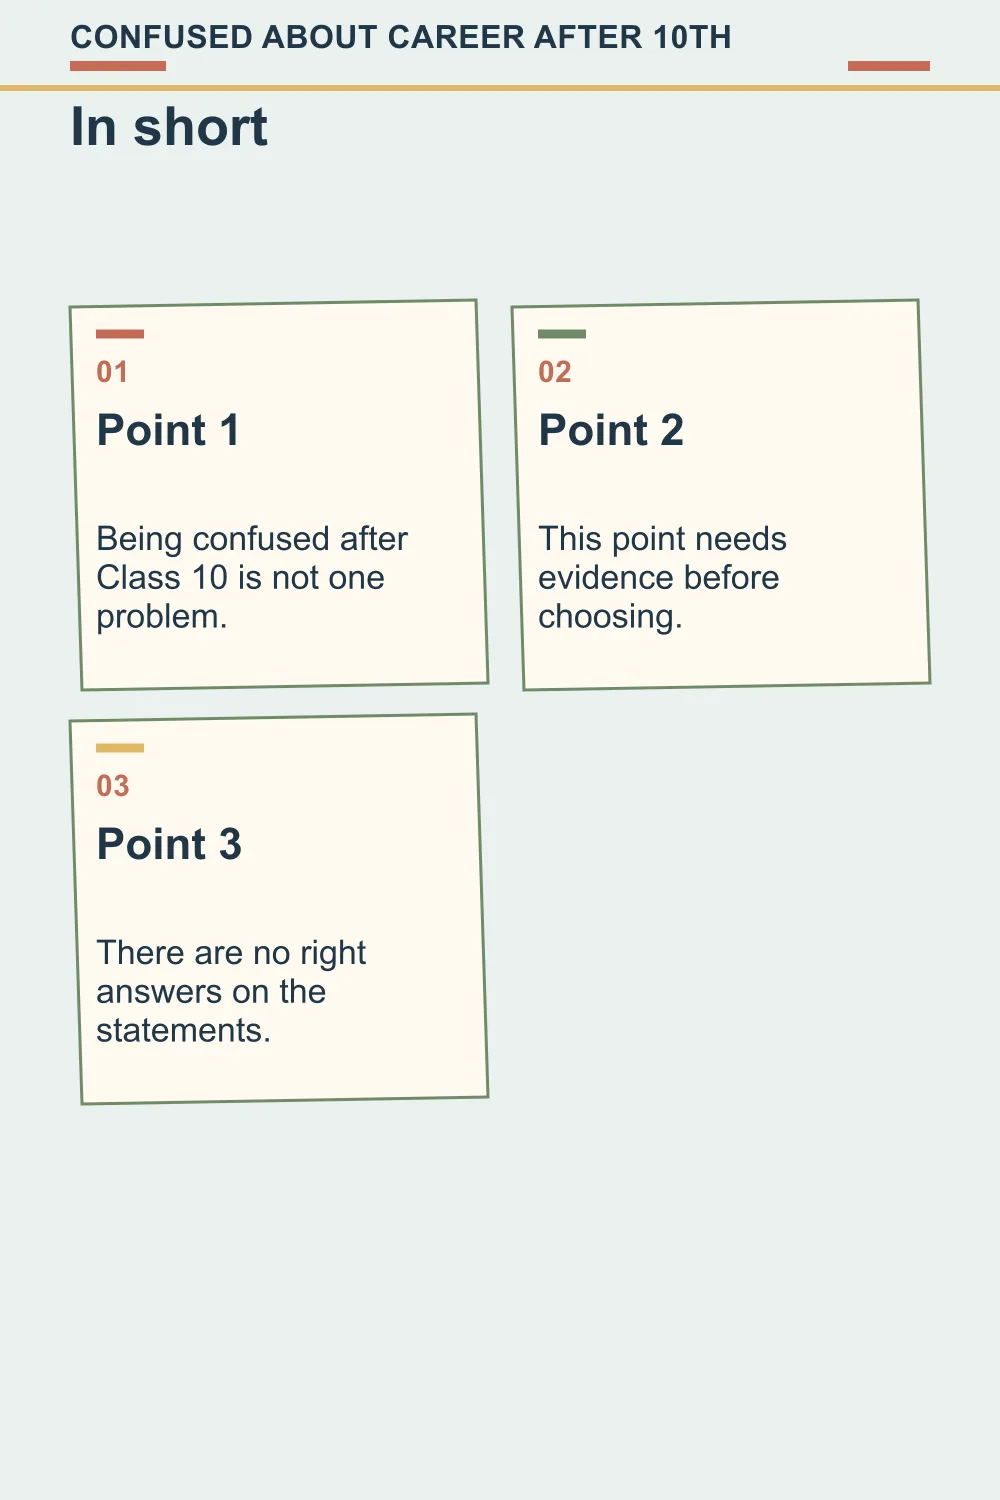 CONFUSED ABOUT CAREER AFTER 10TH
In short
01
Point 1
Being confused after
Class 10 is not one
problem.
02
Point 2
This point needs
evidence before
choosing.
03
Point 3
There are no right
answers on the
statements.